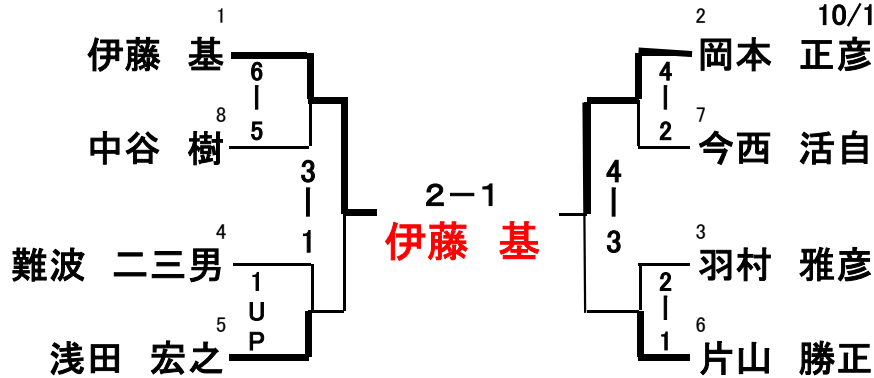 1
2
10/1
伊藤 基
岡本 正彦
6－5
4－2
8
7
中谷 樹
今西 活自
3－1
4－3
2－1
伊藤 基
4
3
難波 二三男
羽村 雅彦
1UP
2－1
5
6
浅田 宏之
片山 勝正